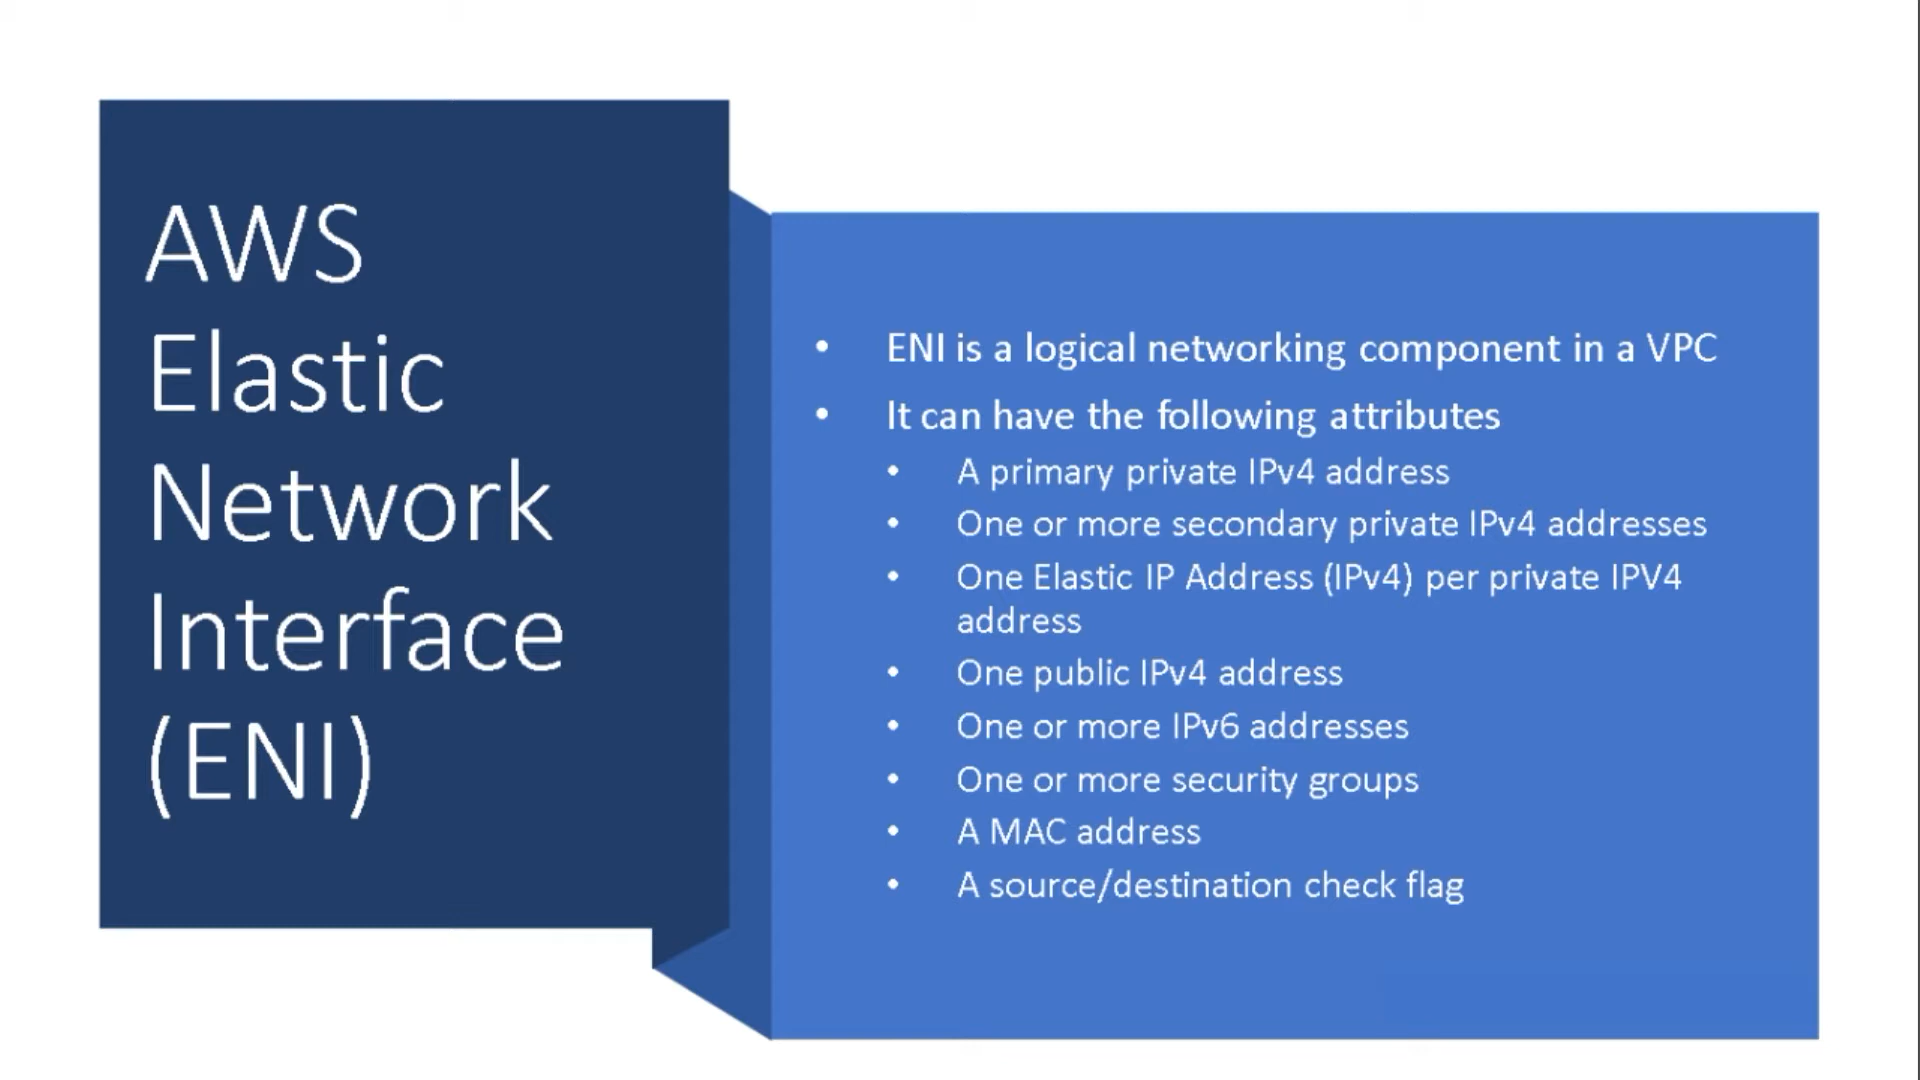 AWS
Elastic
Network
Interface
(ENI)
• ENI is a logical networking component in a VPC
• It can have the following attributes
• A primary private IPv4 address
• One or more secondary private IPv4 addresses
• One Elastic IP Address (IPv4) per private IPV4
address
• One public IPv4 address
• One or more IPv6 addresses
• One or more security groups
• A MAC address
• A source/destination check flag